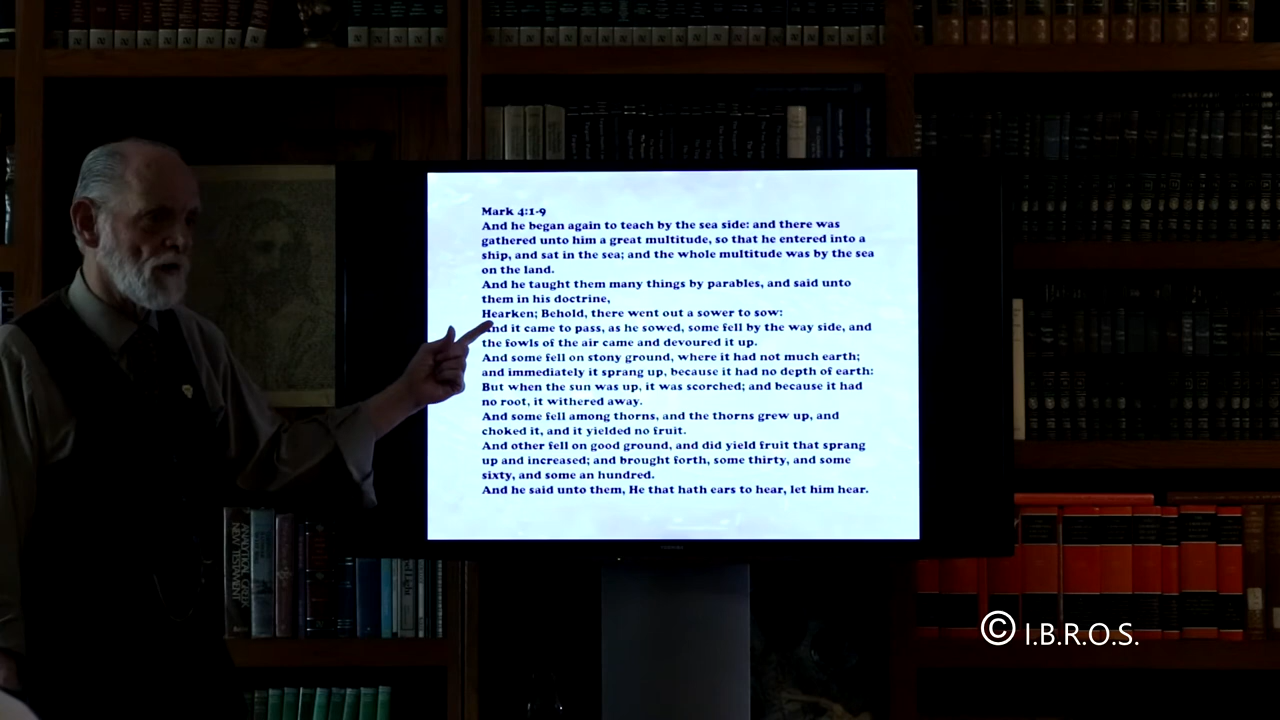 Mark 4:1-9
And he began again to teach by the sea side: and there was
gathered unto him a great multitude, so that he entered into a
ship, and sat in the sea; and the whole multitude was by the sea
on the land.
And he taught them many things by parables, and said unto
them in his doctrine,
Hearken; Behold, there went out a sower to sow:
And it came to pass, as he sowed, some fell by the way side, and
the fowls of the air came and devoured it up.
And some fell on stony ground, where it had not much earth;
and immediately it sprang up, because it had no depth of earth:
But when the sun was up, it was scorched; and because it had
no root, it withered away.
And some fell among thorns, and the thorns grew up, and
choked it, and it yielded no fruit.
And other fell on good ground, and did yield fruit that sprang
up and increased; and brought forth, some thirty, and some
sixty, and some an hundred.
And he said unto them, He that hath ears to hear, let him hear.
TOSHIBA
ANALYTICAL GREEK
NEW TESTAMENT
© I.B.R.O.S.